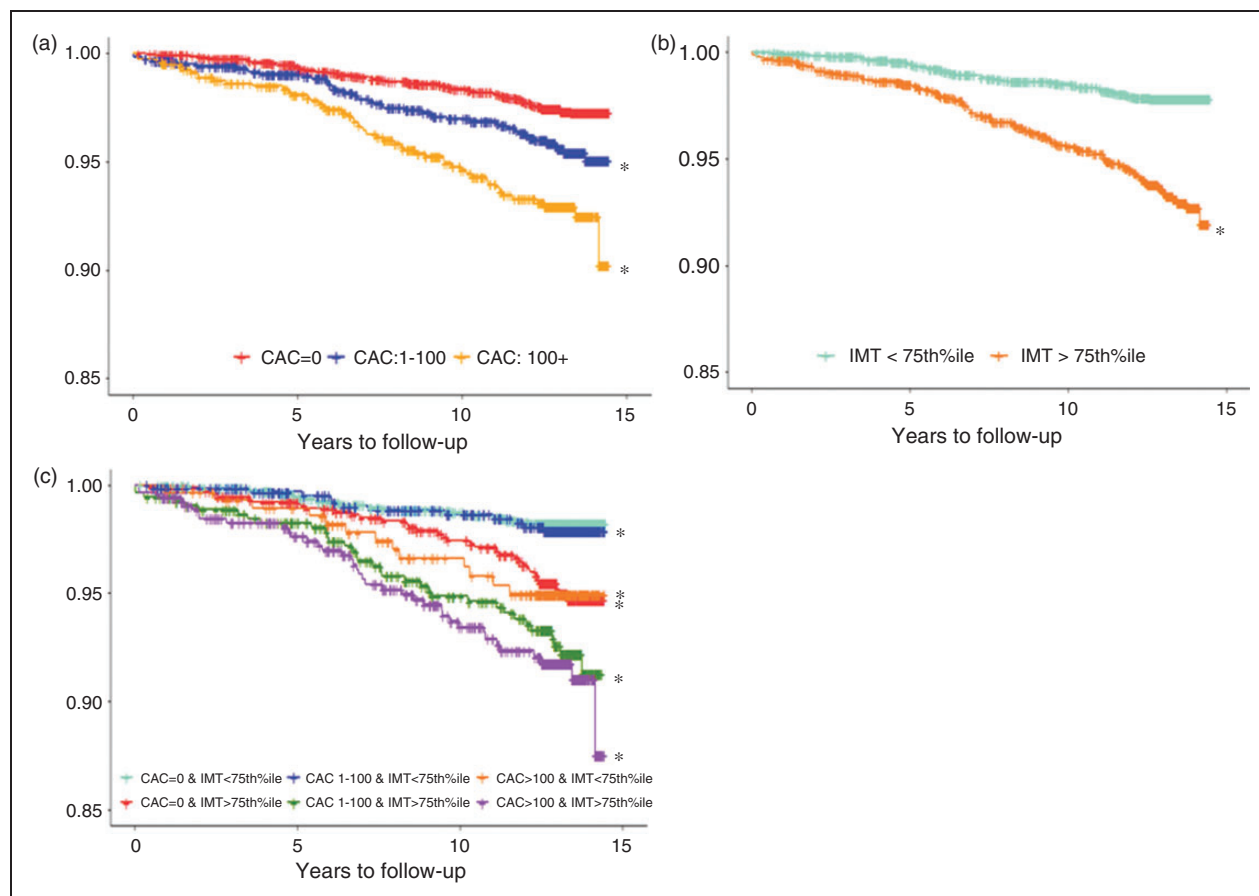 (a)
1.00
0.95
*
0.90
*
CAC=0 CAC:1-100 CAC: 100+
0.85
0 5 10 15
Years to follow-up
(b)
1.00
0.95
*
0.90
IMT < 75th%ile IMT > 75th%ile
0.85
0 5 10 15
Years to follow-up
(c)
1.00
*
0.95
*
*
*
0.90
*
CAC=0 & IMT<75th%ile CAC 1-100 & IMT<75th%ile CAC>100 & IMT<75th%ile
CAC=0 & IMT>75th%ile CAC 1-100 & IMT>75th%ile CAC>100 & IMT>75th%ile
0.85
0 5 10 15
Years to follow-up